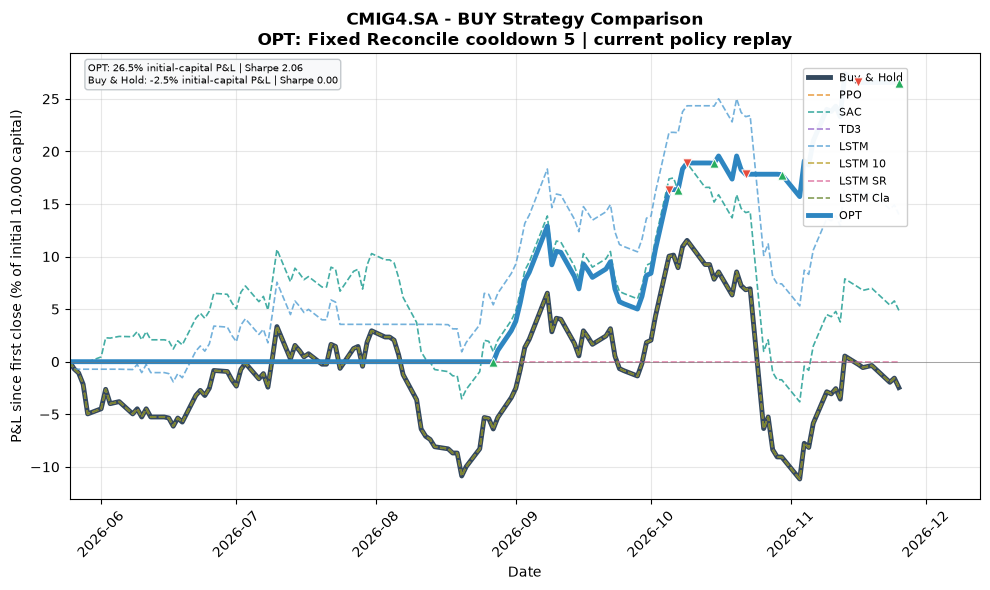 CMIG4.SA - BUY Strategy Comparison
OPT: Fixed Reconcile cooldown 5 | current policy replay
OPT: 26.5% initial-capital P&L | Sharpe 2.06
Buy & Hold: -2.5% initial-capital P&L | Sharpe 0.00
Buy & Hold
PPO
SAC
TD3
LSTM
LSTM 10
LSTM SR
LSTM Cla
OPT
P&L since first close (% of initial 10,000 capital)
25
20
15
10
5
0
−5
−10
2026-06
2026-07
2026-08
2026-09
2026-10
2026-11
2026-12
Date